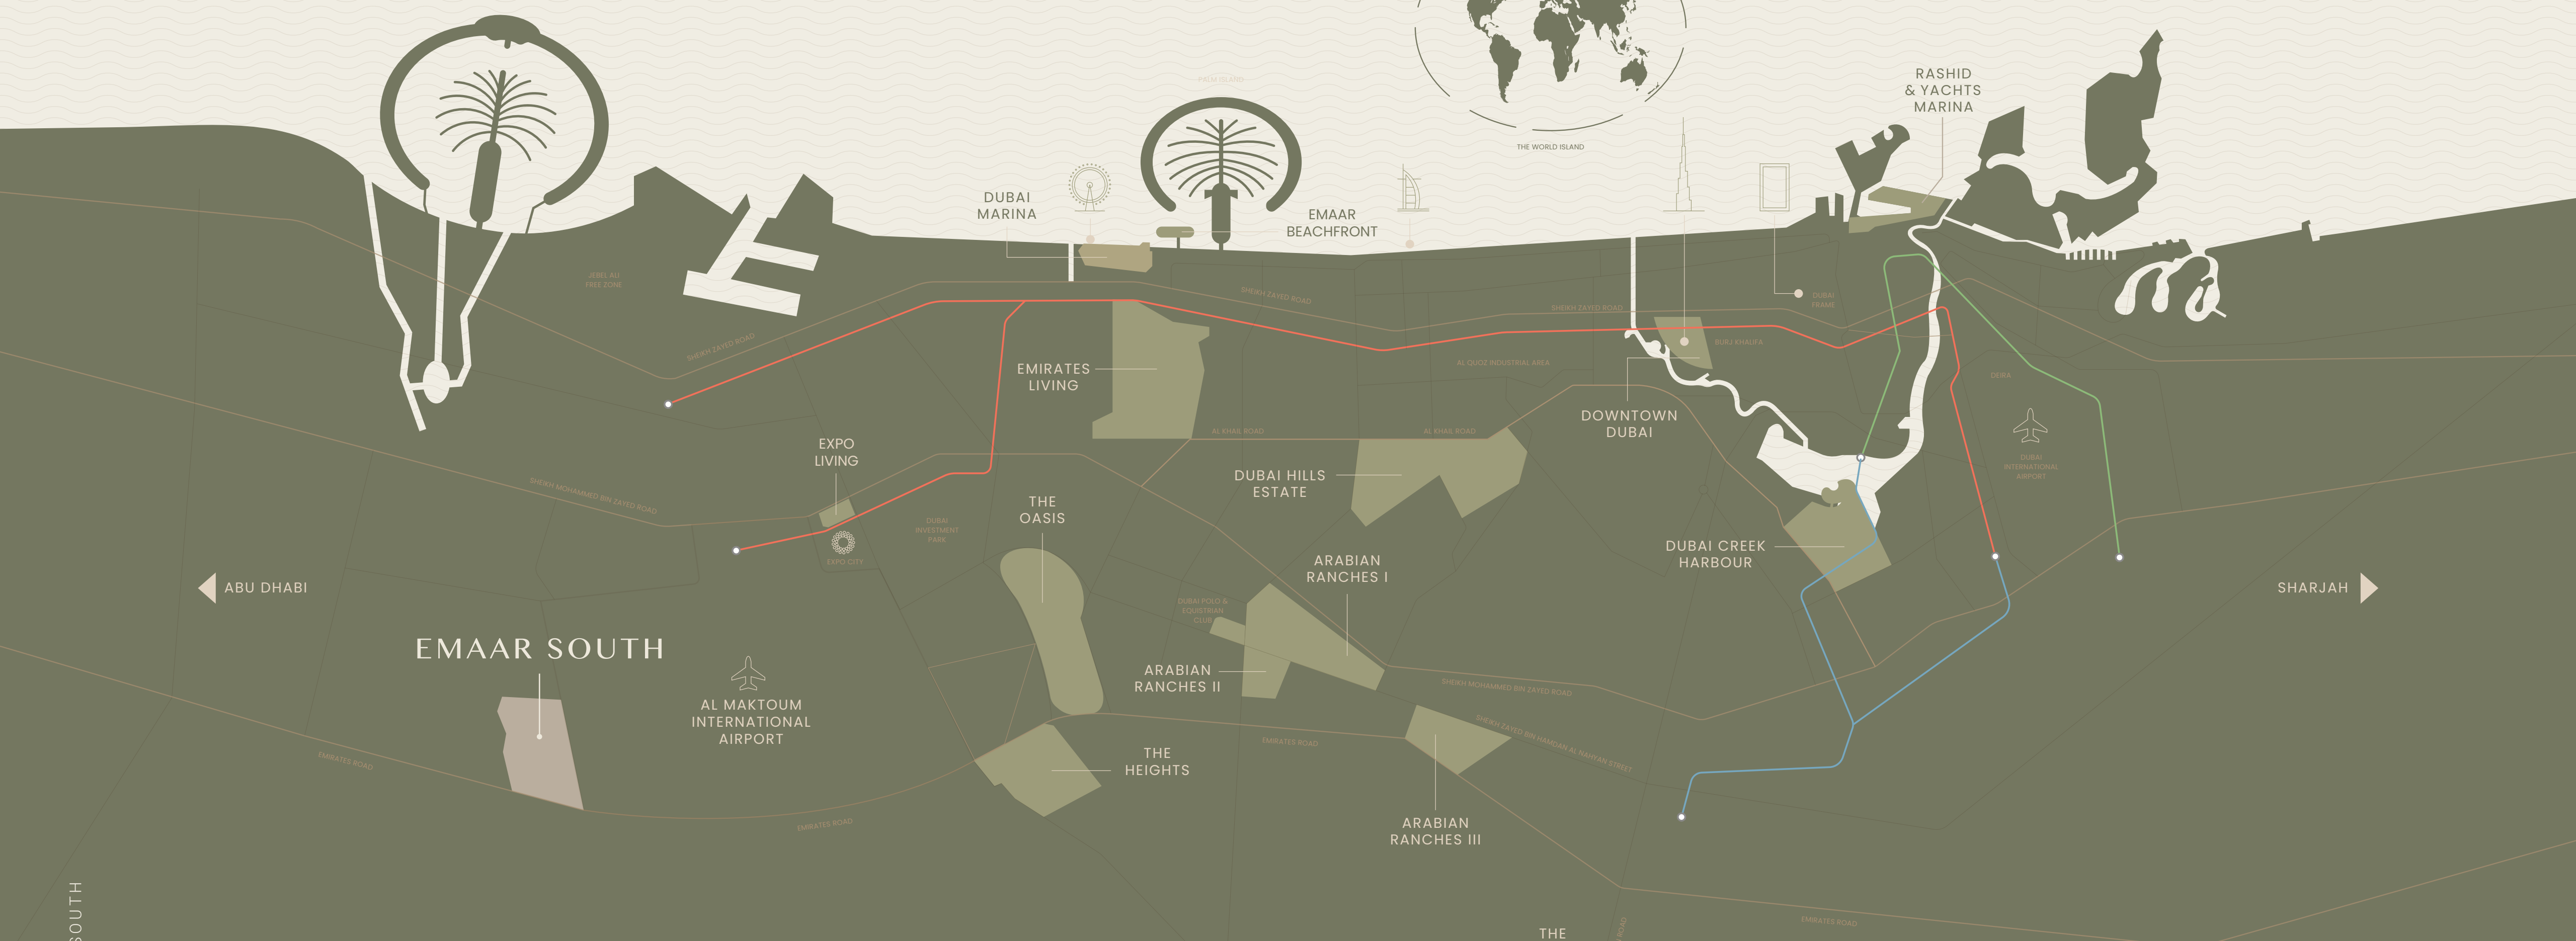 PALM ISLAND
THE WORLD ISLAND
RASHID
& YACHTS
MARINA
DUBAI
MARINA
EMAAR
BEACHFRONT
JEBEL ALI
FREE ZONE
SHEIKH ZAYED ROAD
SHEIKH ZAYED ROAD
SHEIKH ZAYED ROAD
DUBAI
FRAME
BURJ KHALIFA
AL QUOZ INDUSTRIAL AREA
DEIRA
EMIRATES
LIVING
DOWNTOWN
DUBAI
AL KHAIL ROAD
AL KHAIL ROAD
EXPO
LIVING
DUBAI
INTERNATIONAL
AIRPORT
DUBAI HILLS
ESTATE
SHEIKH MOHAMMED BIN ZAYED ROAD
THE
OASIS
DUBAI
INVESTMENT
PARK
EXPO CITY
DUBAI CREEK
HARBOUR
ARABIAN
RANCHES I
ABU DHABI
SHARJAH
DUBAI POLO &
EQUISTRIAN
CLUB
EMAAR SOUTH
ARABIAN
RANCHES II
SHEIKH MOHAMMED BIN ZAYED ROAD
AL MAKTOUM
INTERNATIONAL
AIRPORT
SHEIKH ZAYED BIN HAMDAN AL NAHYAN STREET
EMIRATES ROAD
EMIRATES ROAD
THE
HEIGHTS
EMIRATES ROAD
ARABIAN
RANCHES III
SOUTH
EMIRATES ROAD
ROAD
THE